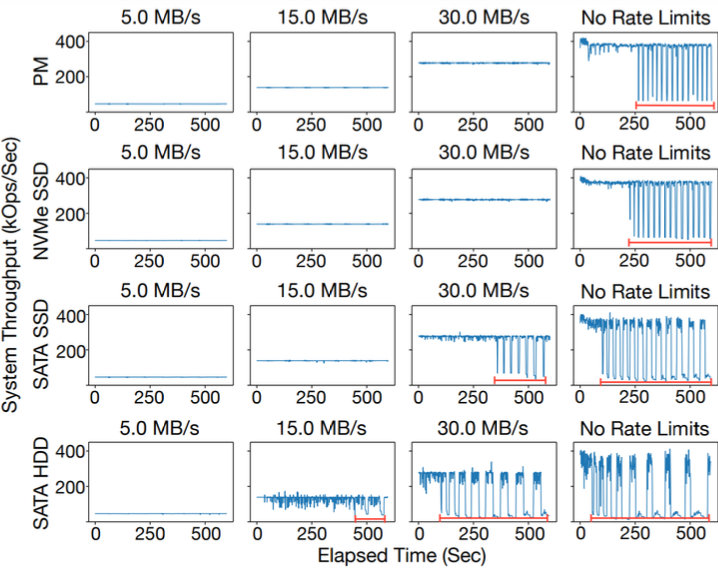 5.0 MB/s 15.0 MB/s 30.0 MB/s No Rate Limits
PM
400
200
0 250 500 0 250 500 0 250 500 0 250 500
5.0 MB/s 15.0 MB/s 30.0 MB/s No Rate Limits
NVMe SSD
400
200
0 250 500 0 250 500 0 250 500 0 250 500
5.0 MB/s 15.0 MB/s 30.0 MB/s No Rate Limits
SATA SSD
400
200
0 250 500 0 250 500 0 250 500 0 250 500
5.0 MB/s 15.0 MB/s 30.0 MB/s No Rate Limits
SATA HDD
400
200
0 250 500 0 250 500 0 250 500 0 250 500
System Throughput (kOps/Sec)
Elapsed Time (Sec)